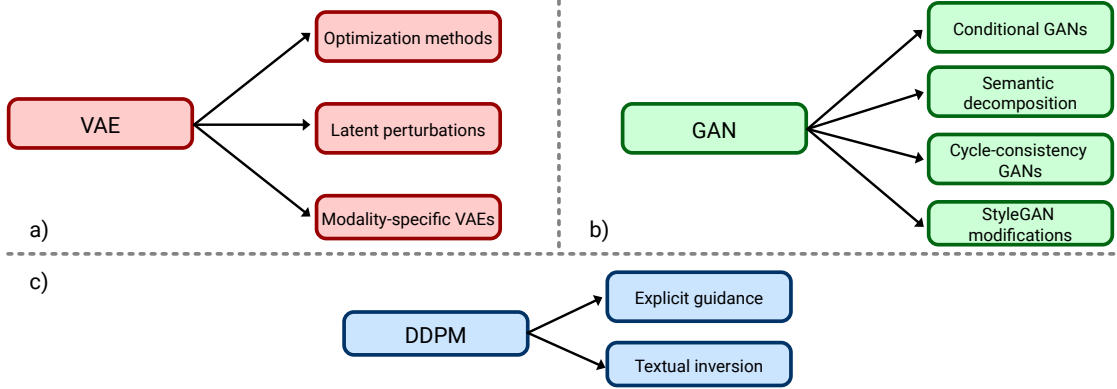 VAE
Optimization methods
Latent perturbations
Modality-specific VAEs
a)
GAN
Conditional GANs
Semantic
decomposition
Cycle-consistency
GANs
StyleGAN
modifications
b)
c)
DDPM
Explicit guidance
Textual inversion